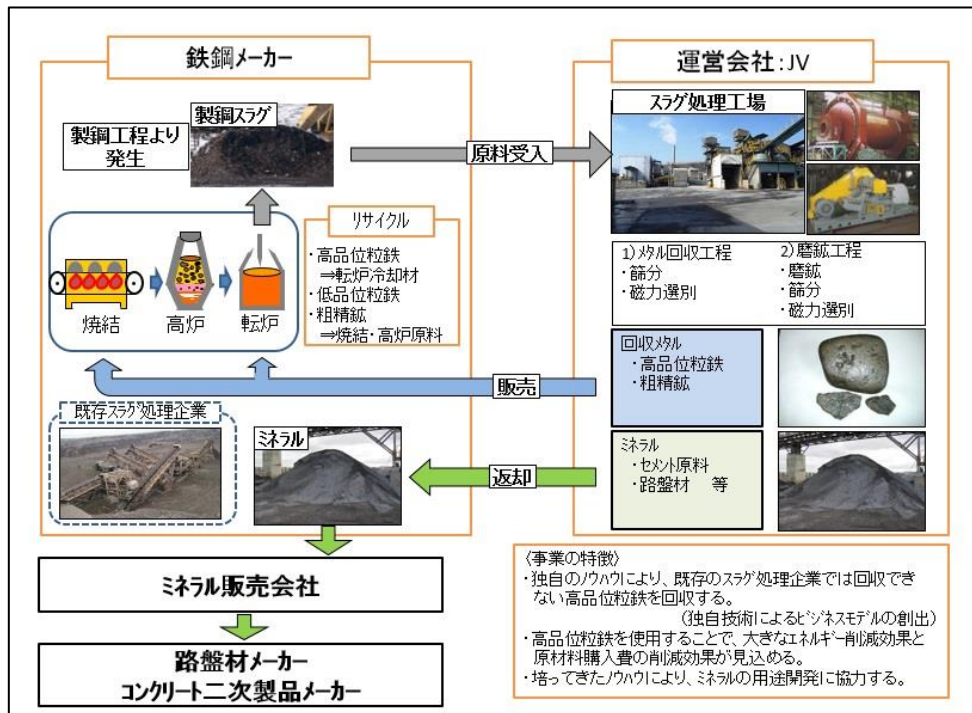 鉄鋼メーカー
製鋼スラグ
製鋼工程より
発生
焼結
高炉
転炉
リサイクル
・高品位粒鉄
⇒転炉冷却材
・低品位粒鉄
・粗精鉱
⇒焼結・高炉原料
原料受入
運営会社:JV
スラグ処理工場
1)メタル回収工程
・篩分
・磁力選別
2)磨鉱工程
・磨鉱
・篩分
・磁力選別
回収メタル
・高品位粒鉄
・粗精鉱
販売
既存スラグ処理企業
ミネラル
ミネラル
・セメント原料
・路盤材 等
返却
ミネラル販売会社
路盤材メーカー
コンクリート二次製品メーカー
〈事業の特徴〉
・独自のノウハウにより、既存のスラグ処理企業では回収でき
ない高品位粒鉄を回収する。
(独自技術によるビジネスモデルの創出)
・高品位粒鉄を使用することで、大きなエネルギー削減効果と
原材料購入費の削減効果が見込める。
・培ってきたノウハウにより、ミネラルの用途開発に協力する。